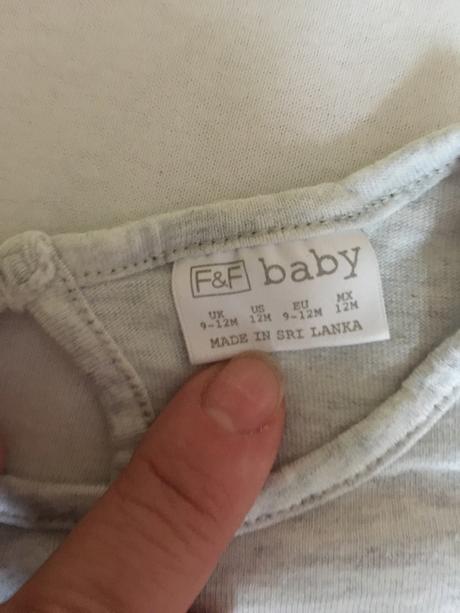 F&F baby
UK US EU MX
9-12M 12M 9-12M 12M
MADE IN SRI LANKA